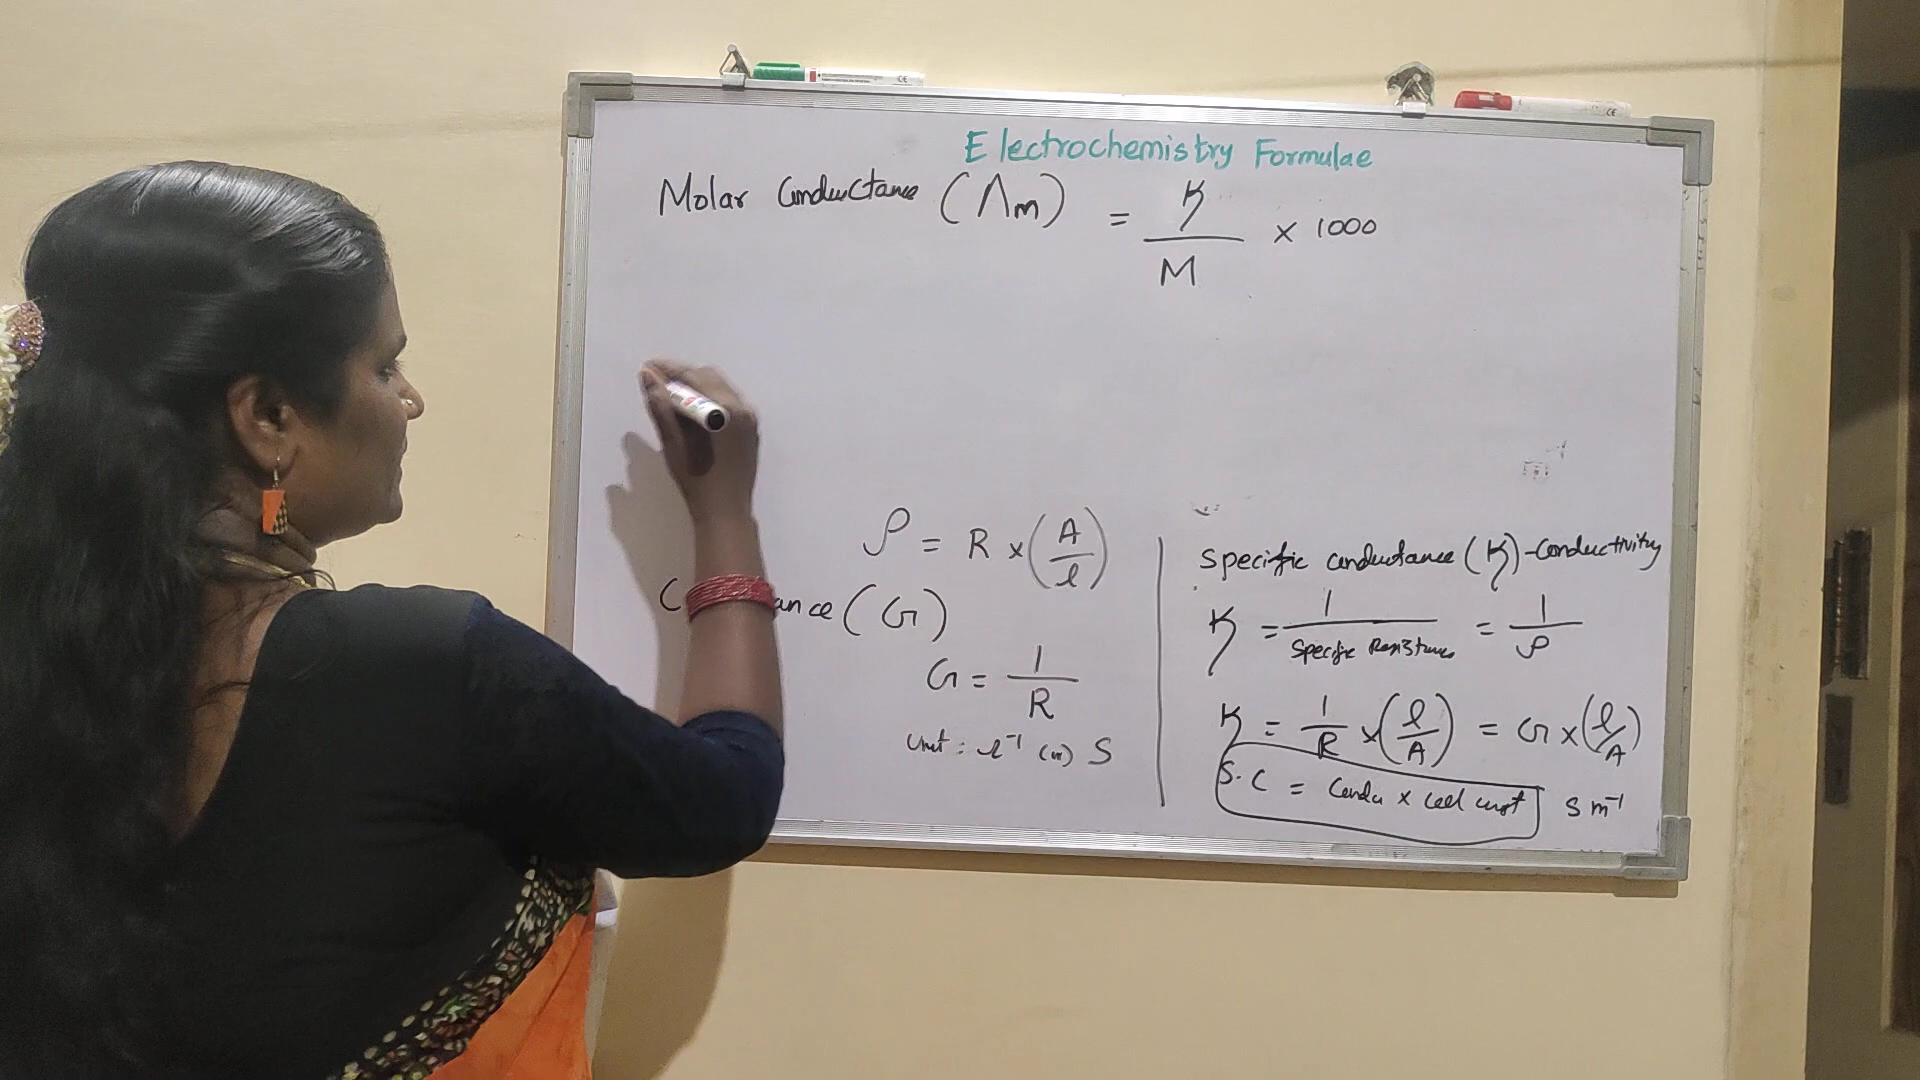 Electrochemistry Formulae
Molar Conductance (Λm) = K/M × 1000
ρ = R × (A/l)
C ance (G)
G = 1/R
Unit : Ω⁻¹ (or) S
Specific conductance (K) - Conductivity
K = 1/Specific Resistance = 1/ρ
K = 1/R × (l/A) = G × (l/A)
S.C = Condu × cell const S m⁻¹